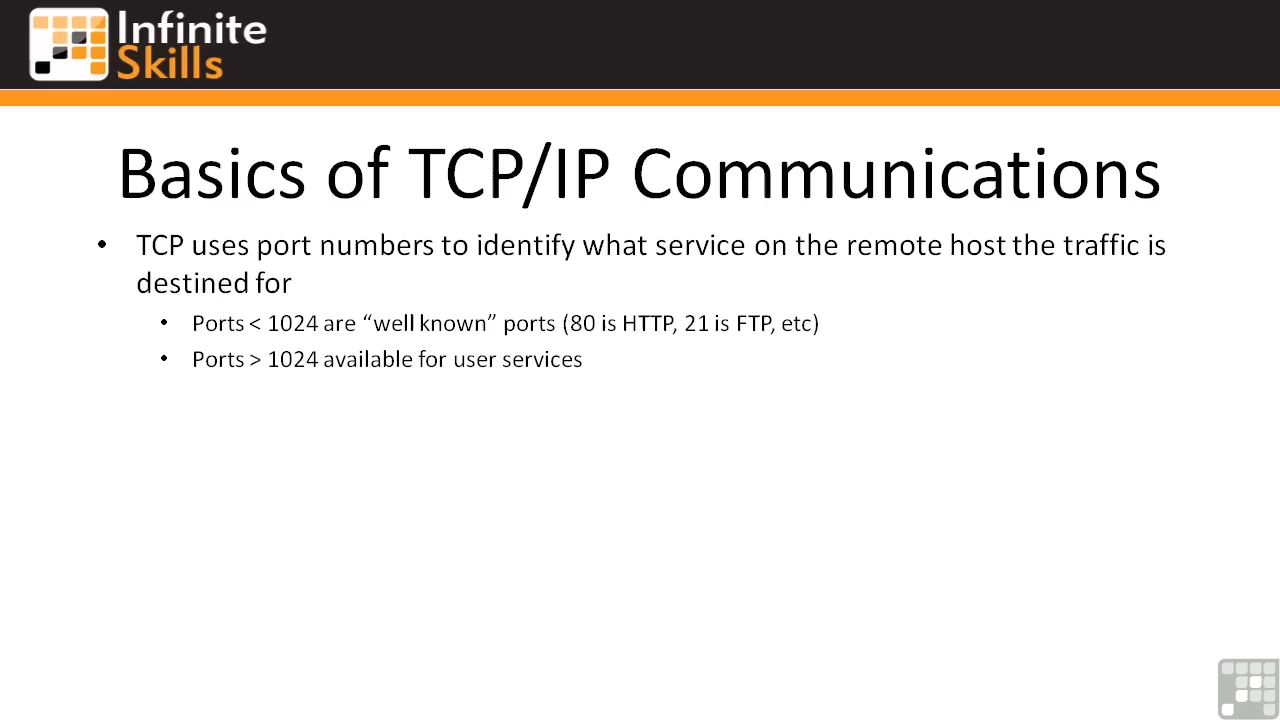 Infinite
Skills
Basics of TCP/IP Communications
• TCP uses port numbers to identify what service on the remote host the traffic is
destined for
• Ports < 1024 are “well known” ports (80 is HTTP, 21 is FTP, etc)
• Ports > 1024 available for user services